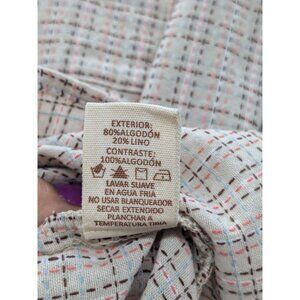 EXTERIOR:
80%ALGODÓN
20% LINO
CONTRASTE:
100%ALGODÓN
LAVAR SUAVE
EN AGUA FRIA
NO USAR BLANQUEADOR
SECAR EXTENDIDO
PLANCHAR A
TEMPERATURA TIBIA